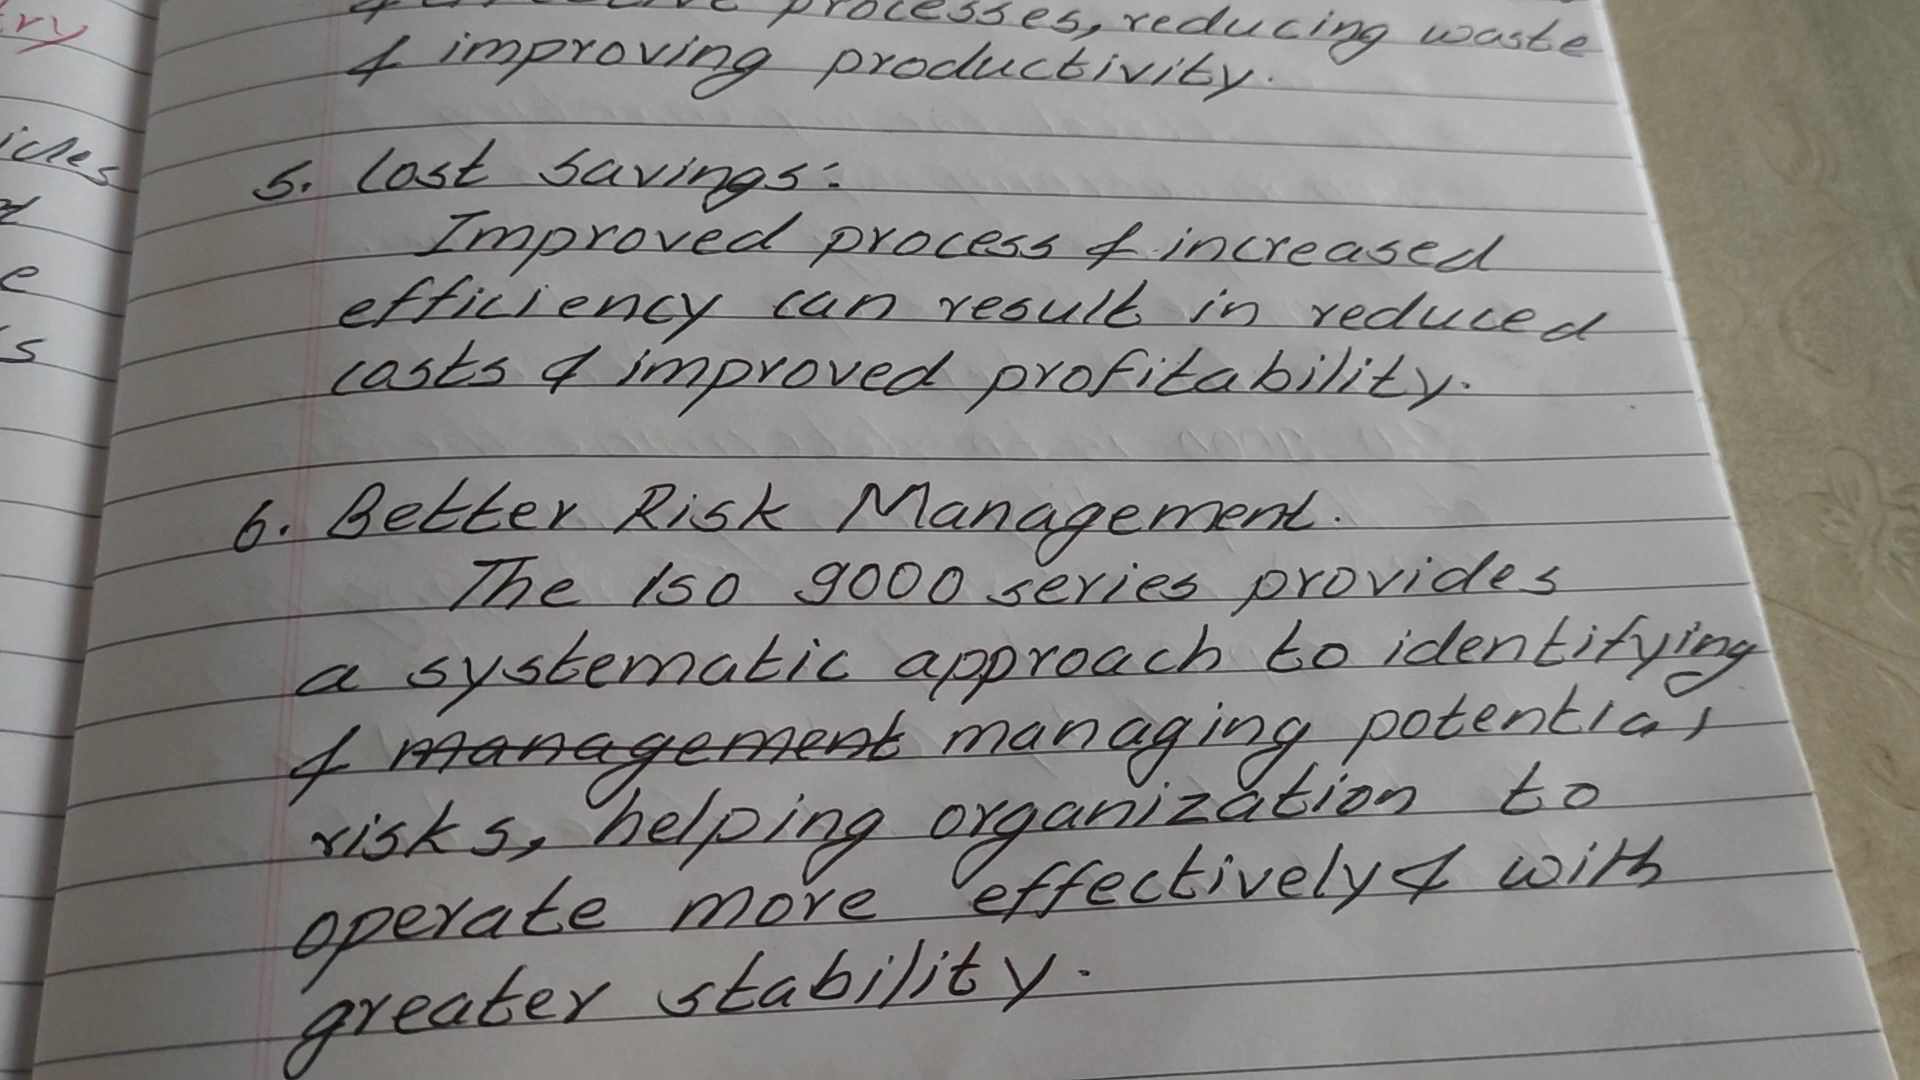 ry
icles
e
s
processes, reducing waste
& improving productivity.
5. Cost Savings:
Improved process & increased
efficiency can result in reduced
costs & improved profitability.
6. Better Risk Management.
The Iso 9000 series provides
a systematic approach to identifying
& management managing potential
risks, helping organization to
operate more effectively & with
greater stability.